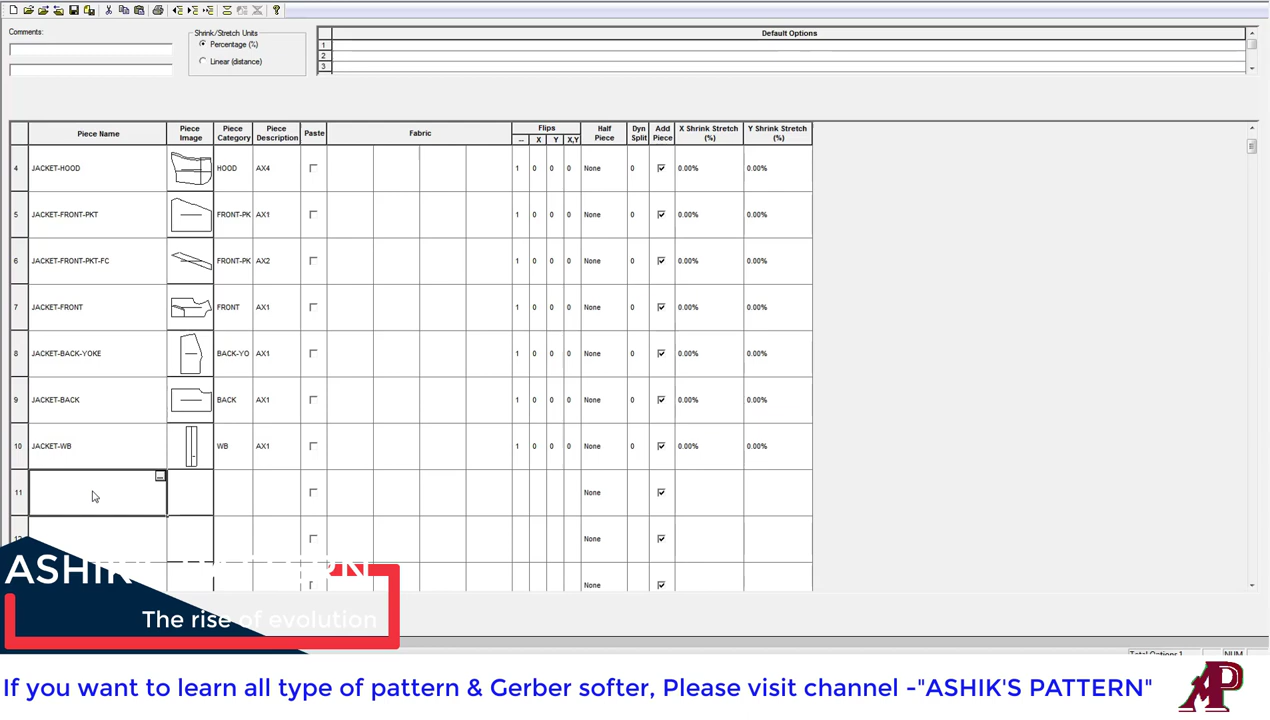 Comments:
Shrink/Stretch Units
Percentage (%)
Linear (distance)
Default Options
1
2
3
Piece Name Piece Image Piece Category Piece Description Paste Fabric Flips -- X Y X,Y Half Piece Dyn Split Add Piece X Shrink Stretch (%) Y Shrink Stretch (%)
4 JACKET-HOOD HOOD AX4 1 0 0 0 None 0 0.00% 0.00%
5 JACKET-FRONT-PKT FRONT-PK AX1 1 0 0 0 None 0 0.00% 0.00%
6 JACKET-FRONT-PKT-FC FRONT-PK AX2 1 0 0 0 None 0 0.00% 0.00%
7 JACKET-FRONT FRONT AX1 1 0 0 0 None 0 0.00% 0.00%
8 JACKET-BACK-YOKE BACK-YO AX1 1 0 0 0 None 0 0.00% 0.00%
9 JACKET-BACK BACK AX1 1 0 0 0 None 0 0.00% 0.00%
10 JACKET-WB WB AX1 1 0 0 0 None 0 0.00% 0.00%
11 None
None
None
The rise of evolution
NUM
If you want to learn all type of pattern & Gerber softer, Please visit channel -"ASHIK'S PATTERN"
AP